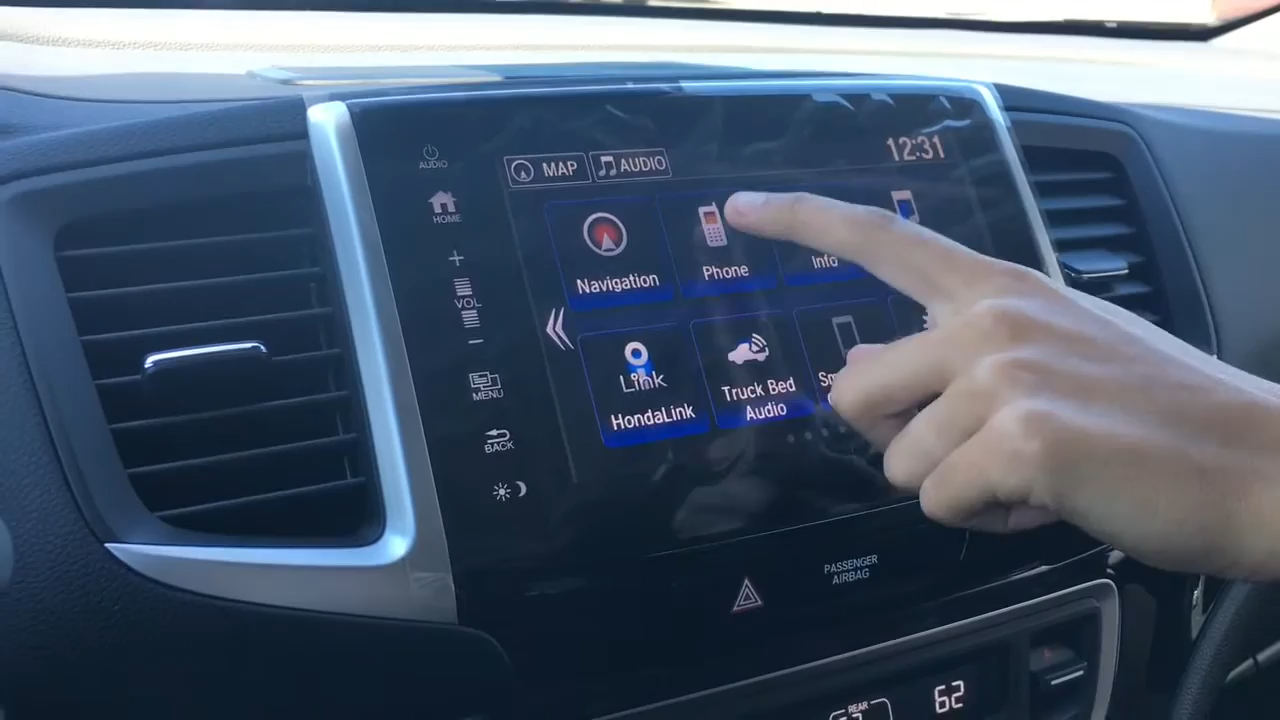 AUDIO
HOME
+
VOL
-
MENU
BACK
MAP
AUDIO
12:31
Navigation
Phone
Info
Link
HondaLink
Truck Bed
Audio
PASSENGER
AIRBAG
REAR
62